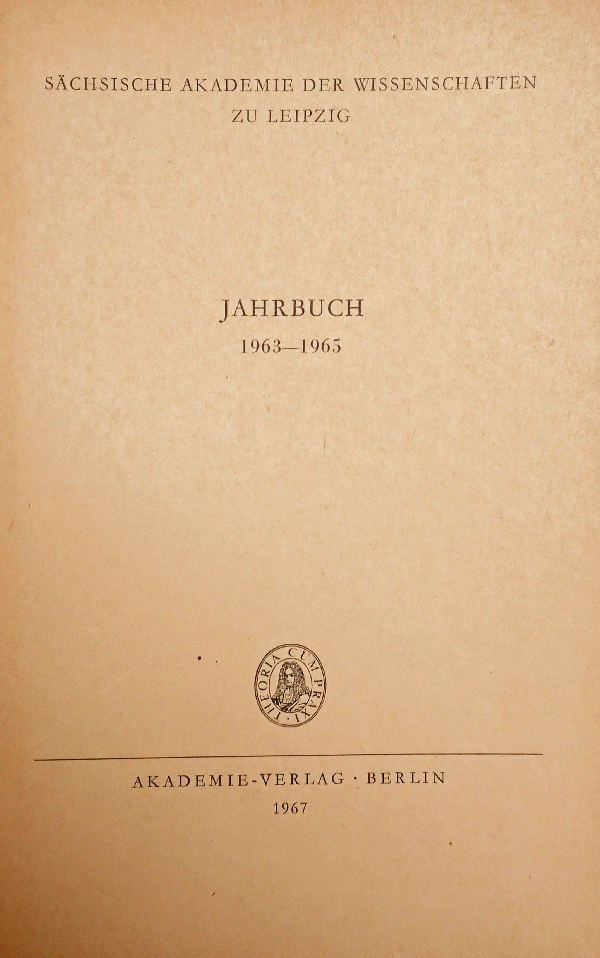 SÄCHSISCHE AKADEMIE DER WISSENSCHAFTEN
ZU LEIPZIG
JAHRBUCH
1963—1965
THEORIA CUM PRAXI
AKADEMIE-VERLAG · BERLIN
1967